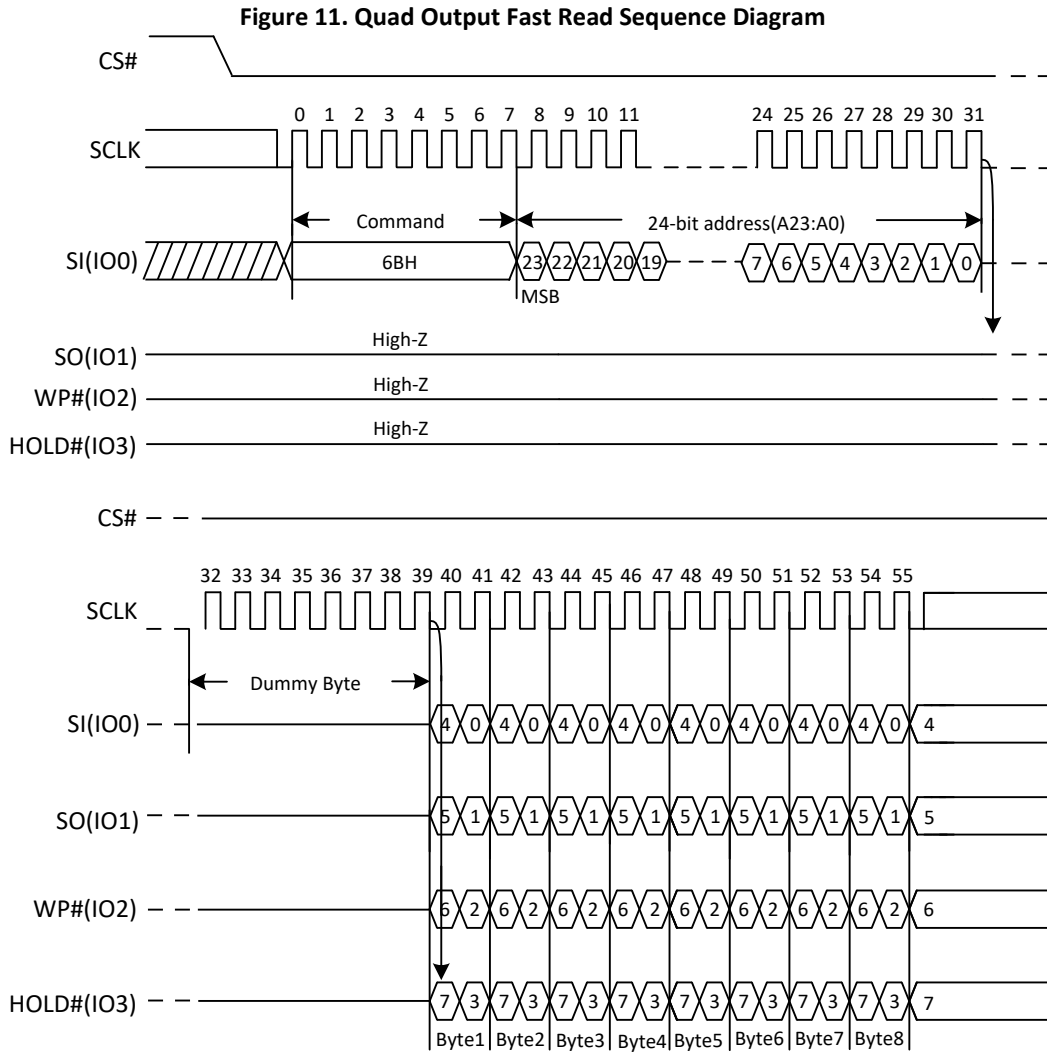 Figure 11. Quad Output Fast Read Sequence Diagram
CS#
0 1 2 3 4 5 6 7 8 9 10 11 24 25 26 27 28 29 30 31
SCLK
Command 24-bit address(A23:A0)
SI(IO0) 6BH 23 22 21 20 19 7 6 5 4 3 2 1 0
MSB
High-Z
SO(IO1)
High-Z
WP#(IO2)
High-Z
HOLD#(IO3)
CS#
32 33 34 35 36 37 38 39 40 41 42 43 44 45 46 47 48 49 50 51 52 53 54 55
SCLK
Dummy Byte
SI(IO0) 4 0 4 0 4 0 4 0 4 0 4 0 4 0 4 0 4
SO(IO1) 5 1 5 1 5 1 5 1 5 1 5 1 5 1 5 1 5
WP#(IO2) 6 2 6 2 6 2 6 2 6 2 6 2 6 2 6 2 6
HOLD#(IO3) 7 3 7 3 7 3 7 3 7 3 7 3 7 3 7 3 7
Byte1 Byte2 Byte3 Byte4 Byte5 Byte6 Byte7 Byte8